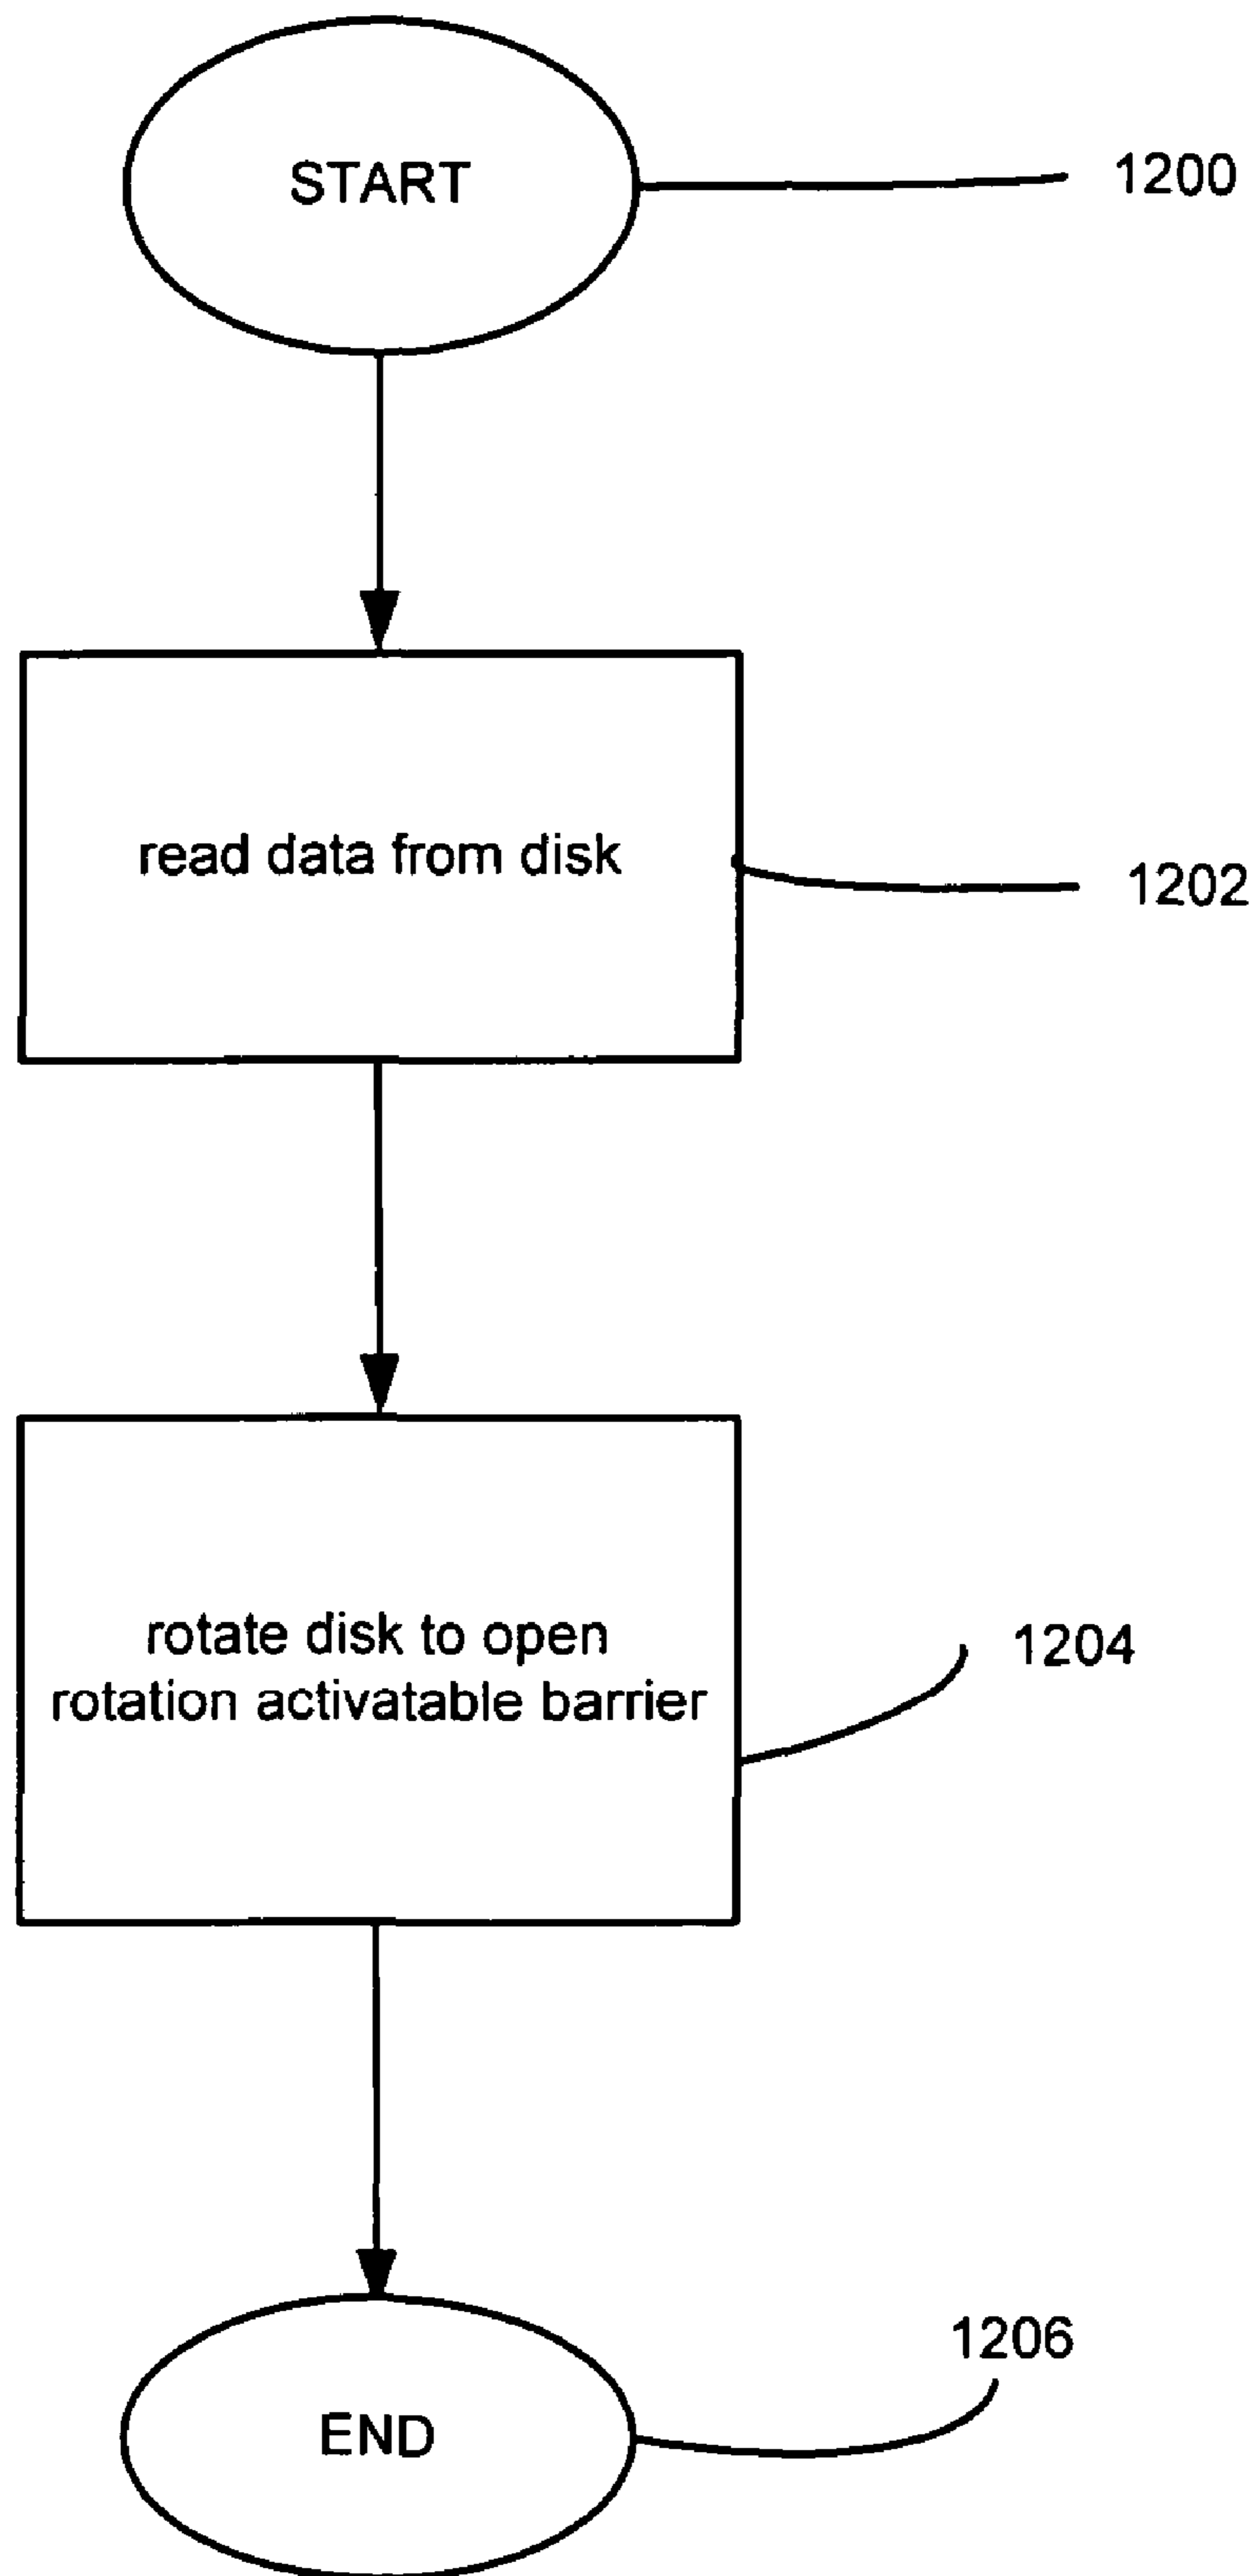 START
1200
read data from disk
1202
rotate disk to open
rotation activatable barrier
1204
1206
END